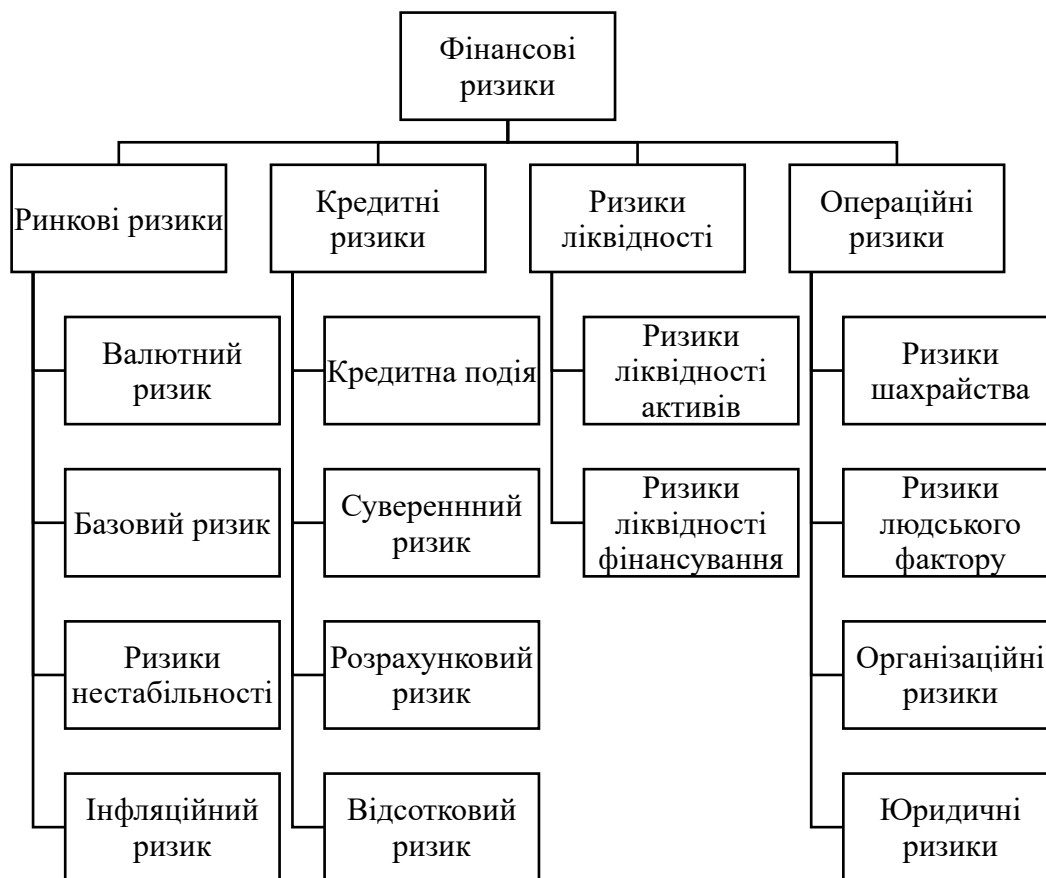 Фінансові
ризики
Ринкові ризики
Кредитні
ризики
Ризики
ліквідності
Операційні
ризики
Валютний
ризик
Кредитна подія
Ризики
ліквідності
активів
Ризики
шахрайства
Базовий ризик
Сувереннний
ризик
Ризики
ліквідності
фінансування
Ризики
людського
фактору
Ризики
нестабільності
Розрахунковий
ризик
Організаційні
ризики
Інфляційний
ризик
Відсотковий
ризик
Юридичні
ризики